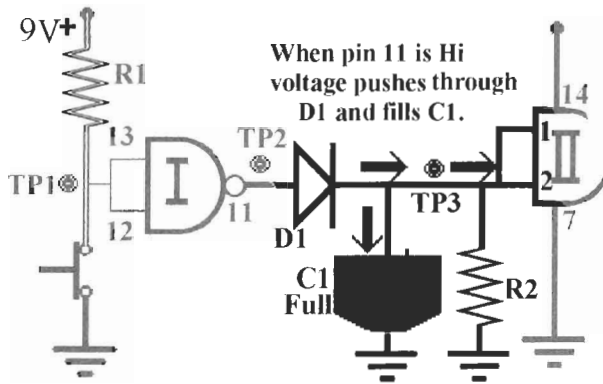 9V+
R1
When pin 11 is Hi
voltage pushes through
D1 and fills C1.
14
13
TP2
1
II
TP1
I
TP3
2
12
11
D1
7
C1
Full
R2